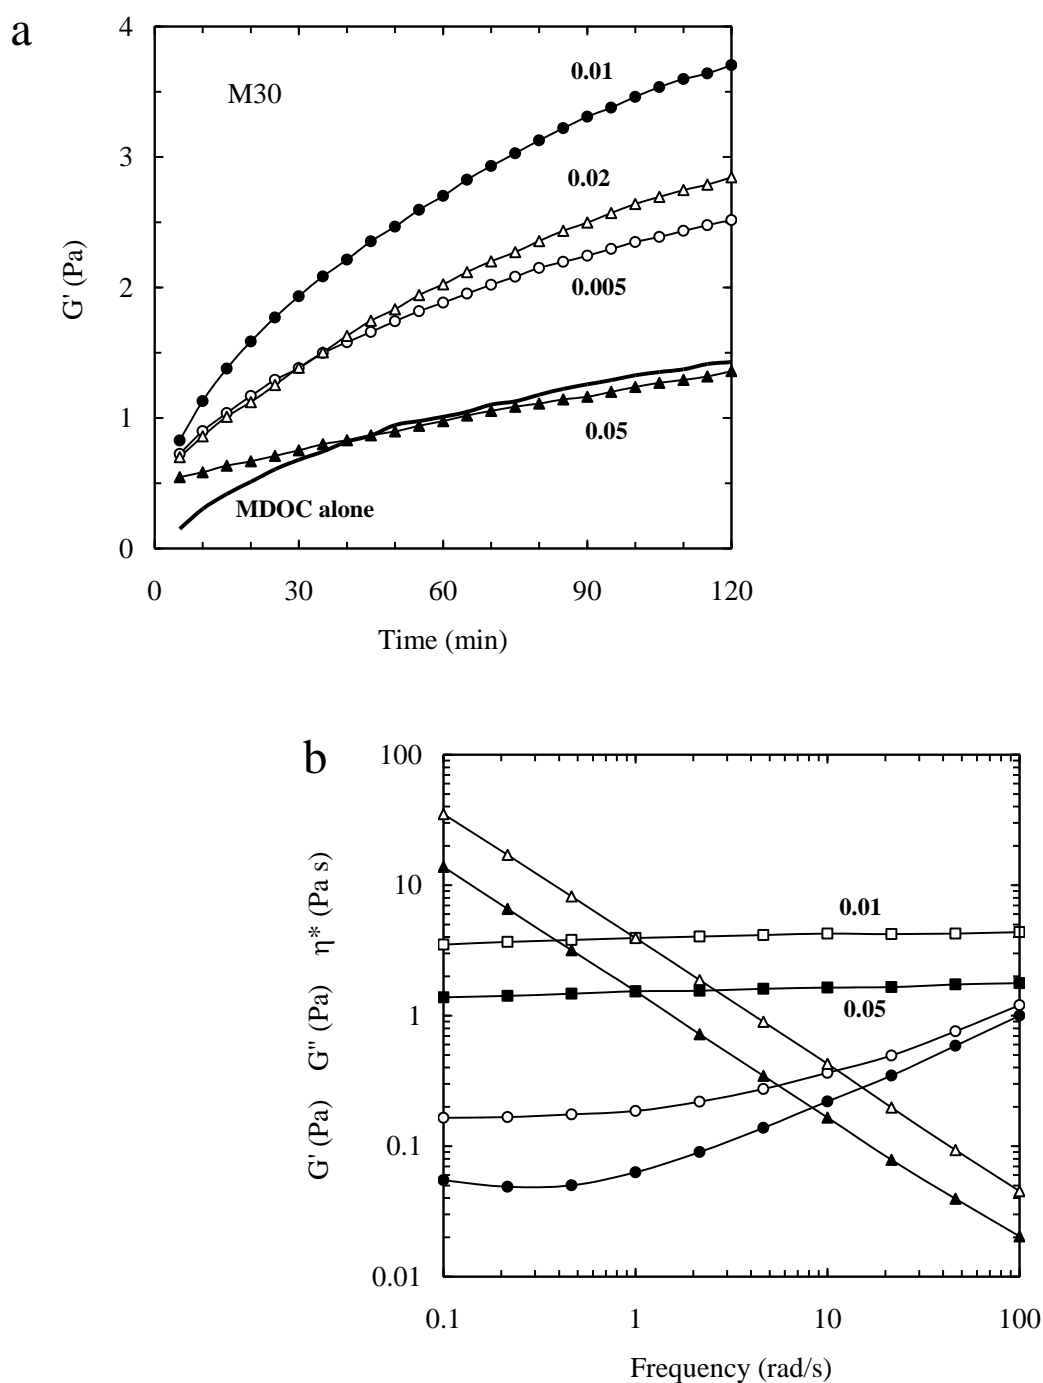 a
4
3
2
1
0
G' (Pa)
M30
0.01
0.02
0.005
0.05
MDOC alone
0 30 60 90 120
Time (min)
b
100
10
1
0.1
0.01
G' (Pa) G" (Pa) η* (Pa s)
0.01
0.05
0.1 1 10 100
Frequency (rad/s)